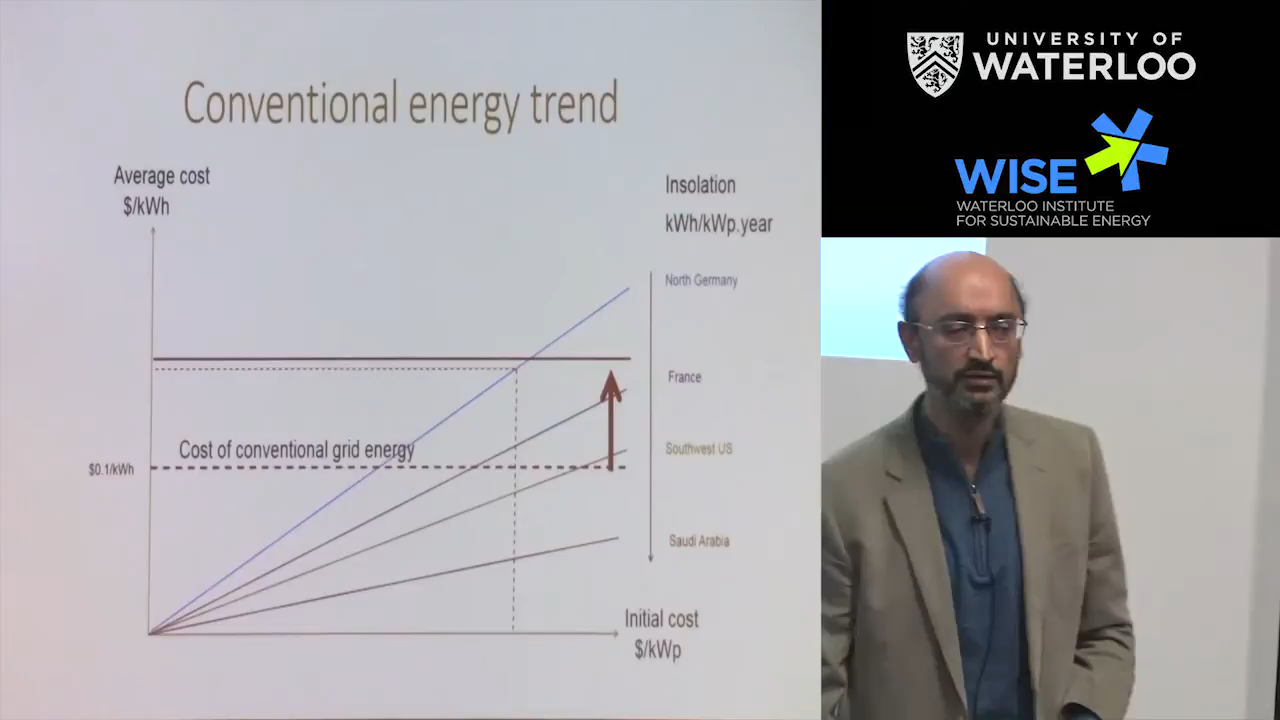 Conventional energy trend
Average cost
$/kWh
Insolation
kWh/kWp.year
North Germany
France
Southwest US
Saudi Arabia
Cost of conventional grid energy
$0.1/kWh
Initial cost
$/kWp
UNIVERSITY OF
WATERLOO
WISE
WATERLOO INSTITUTE
FOR SUSTAINABLE ENERGY